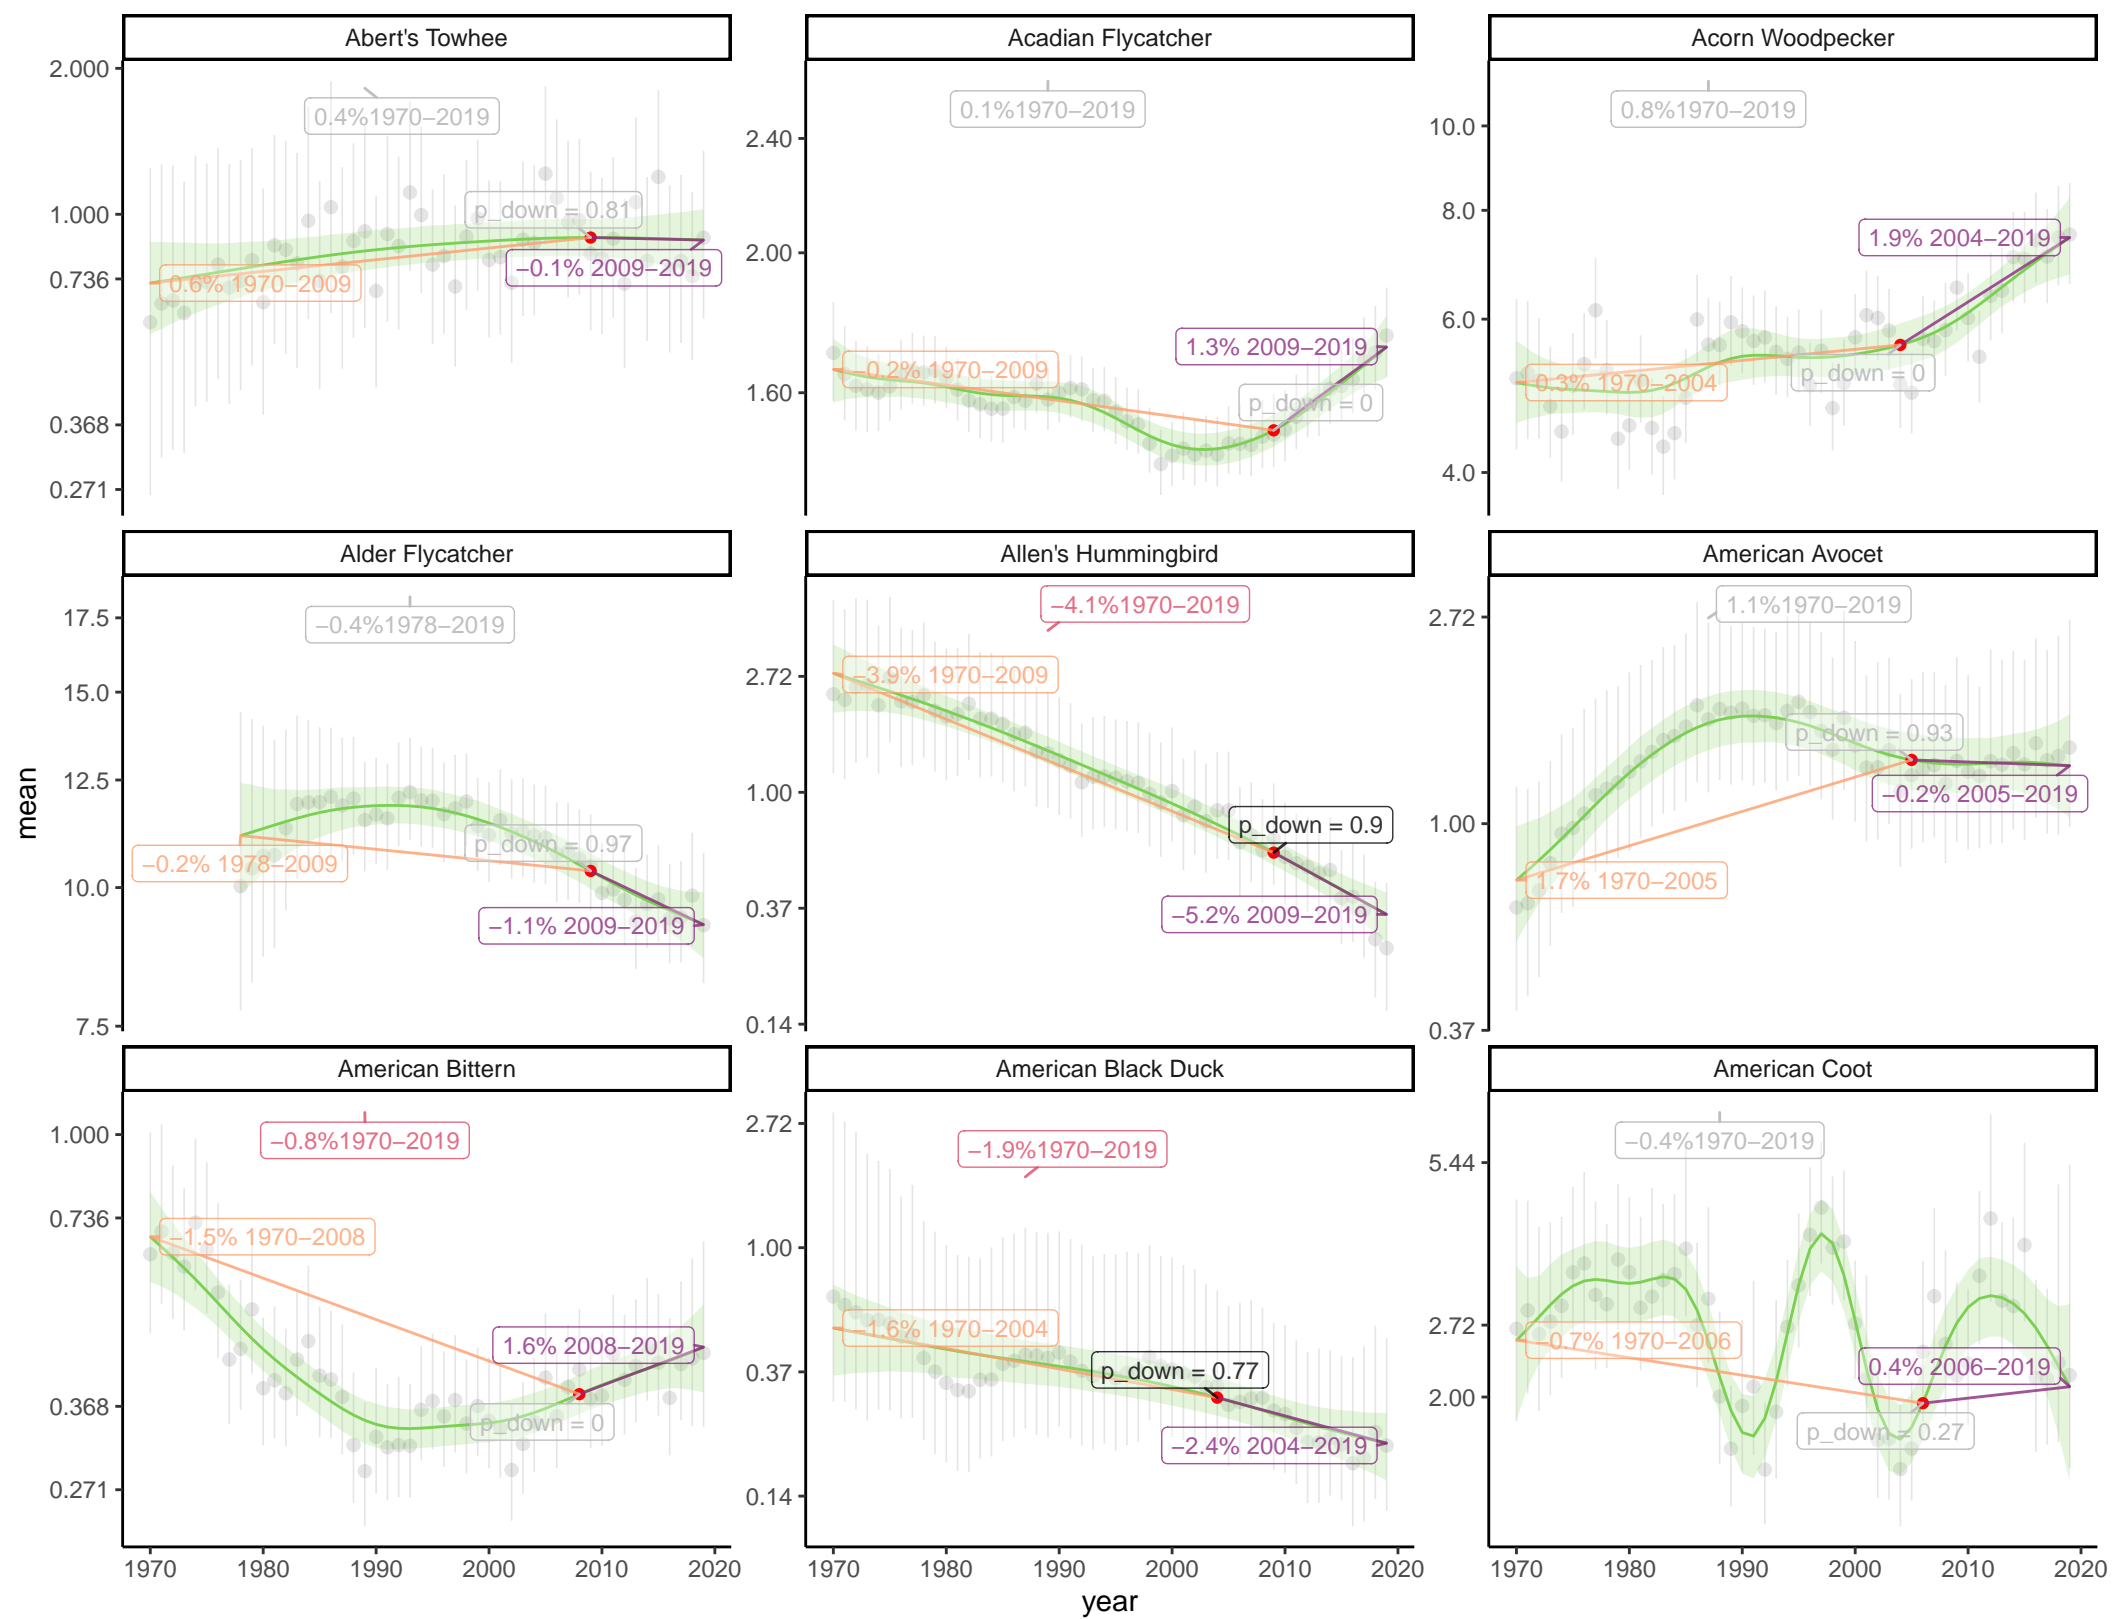 Abert's Towhee
Acadian Flycatcher
Acorn Woodpecker
2.000
1.000
0.736
0.368
0.271
0.4%1970−2019
p_down = 0.81
0.6% 1970−2009
−0.1% 2009−2019
2.40
2.00
1.60
0.1%1970−2019
−0.2% 1970−2009
1.3% 2009−2019
p_down = 0
10.0
8.0
6.0
4.0
0.8%1970−2019
1.9% 2004−2019
0.3% 1970−2004
p_down = 0
Alder Flycatcher
Allen's Hummingbird
American Avocet
17.5
15.0
12.5
10.0
7.5
−0.4%1978−2019
p_down = 0.97
−0.2% 1978−2009
−1.1% 2009−2019
2.72
1.00
0.37
0.14
−4.1%1970−2019
−3.9% 1970−2009
p_down = 0.9
−5.2% 2009−2019
2.72
1.00
0.37
1.1%1970−2019
p_down = 0.93
−0.2% 2005−2019
1.7% 1970−2005
American Bittern
American Black Duck
American Coot
1.000
0.736
0.368
0.271
−0.8%1970−2019
−1.5% 1970−2008
1.6% 2008−2019
p_down = 0
2.72
1.00
0.37
0.14
−1.9%1970−2019
−1.6% 1970−2004
p_down = 0.77
−2.4% 2004−2019
5.44
2.72
2.00
−0.4%1970−2019
−0.7% 1970−2006
0.4% 2006−2019
p_down = 0.27
1970 1980 1990 2000 2010 2020
1970 1980 1990 2000 2010 2020
1970 1980 1990 2000 2010 2020
mean
year